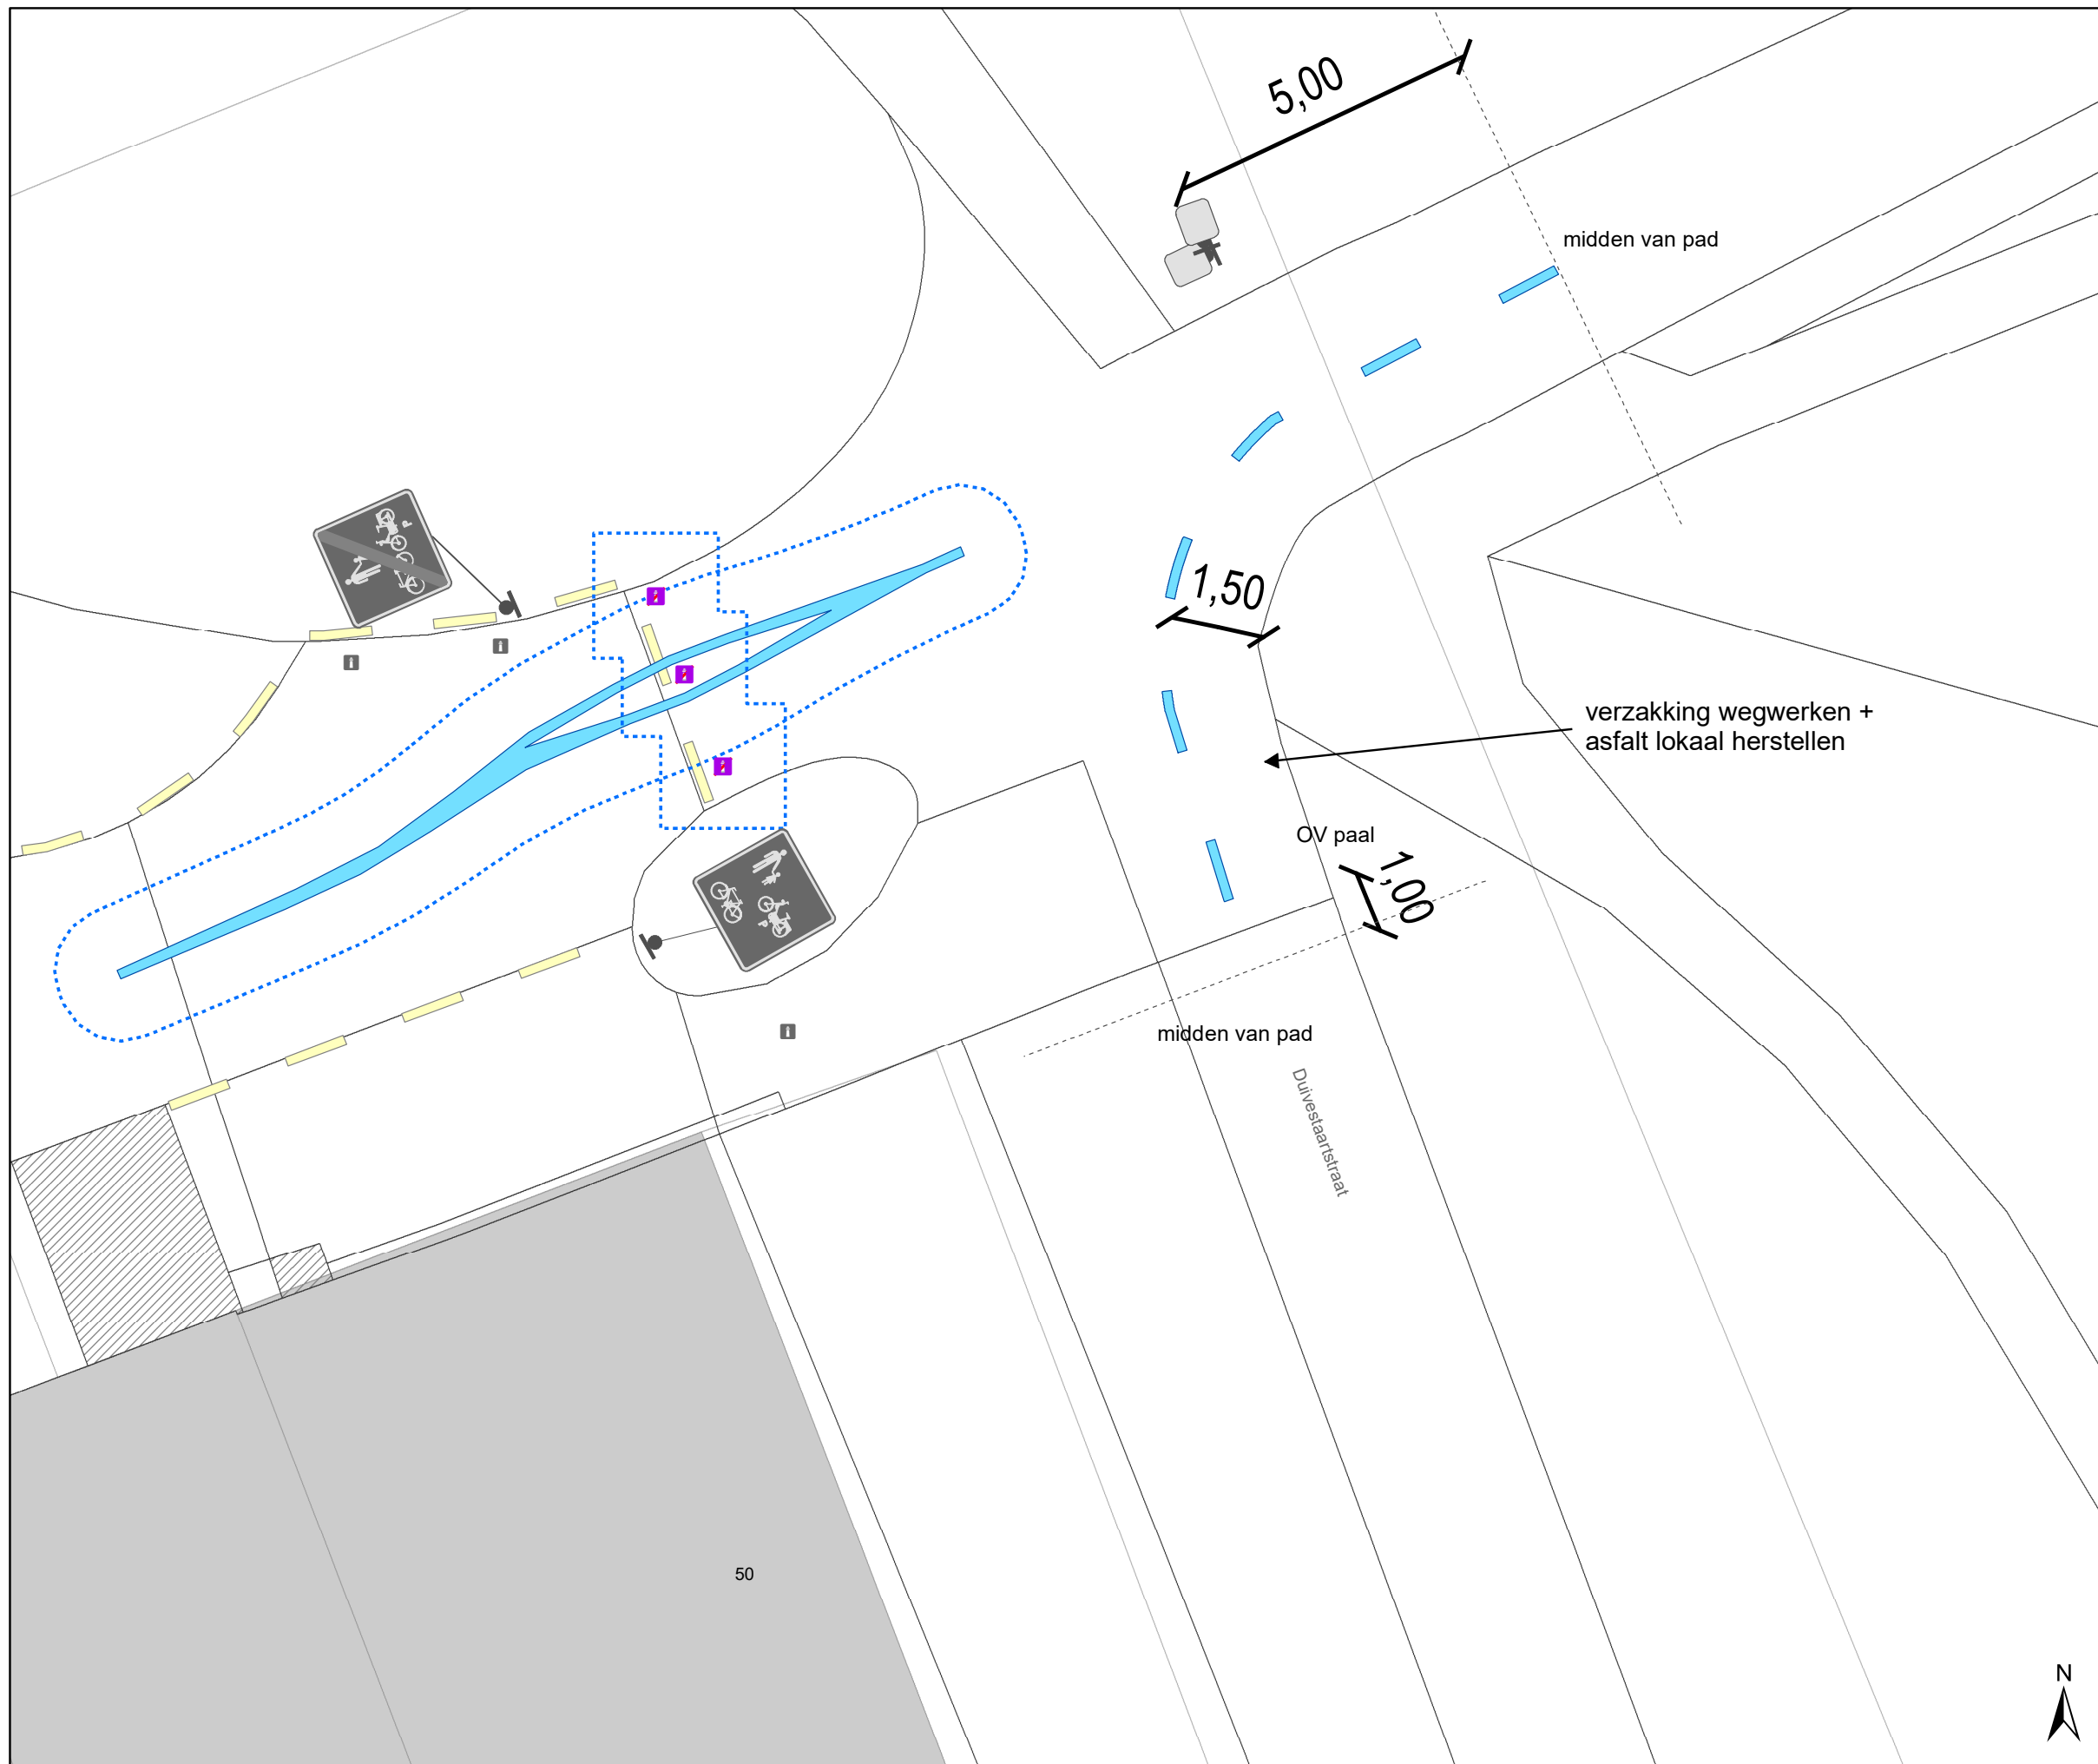 5,00
midden van pad
1,50
verzakking wegwerken +
asfalt lokaal herstellen
OV paal
1,00
midden van pad
Duivestaartstraat
50
N
P
P